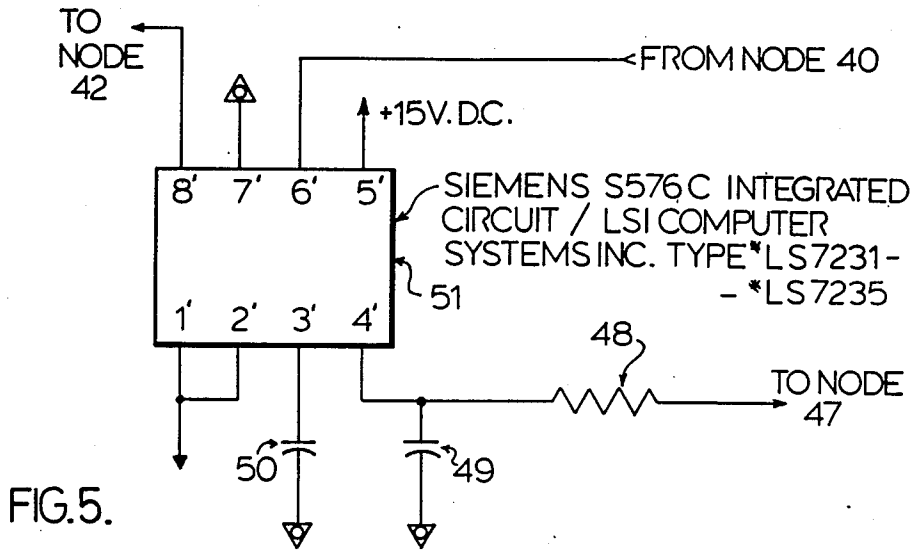 TO
NODE
42
FROM NODE 40
+15V.D.C.
8' 7' 6' 5'
SIEMENS S576C INTEGRATED
CIRCUIT / LSI COMPUTER
SYSTEMS INC. TYPE *LS7231-
- *LS7235
51
1' 2' 3' 4'
48
TO NODE
47
50
49
FIG.5.